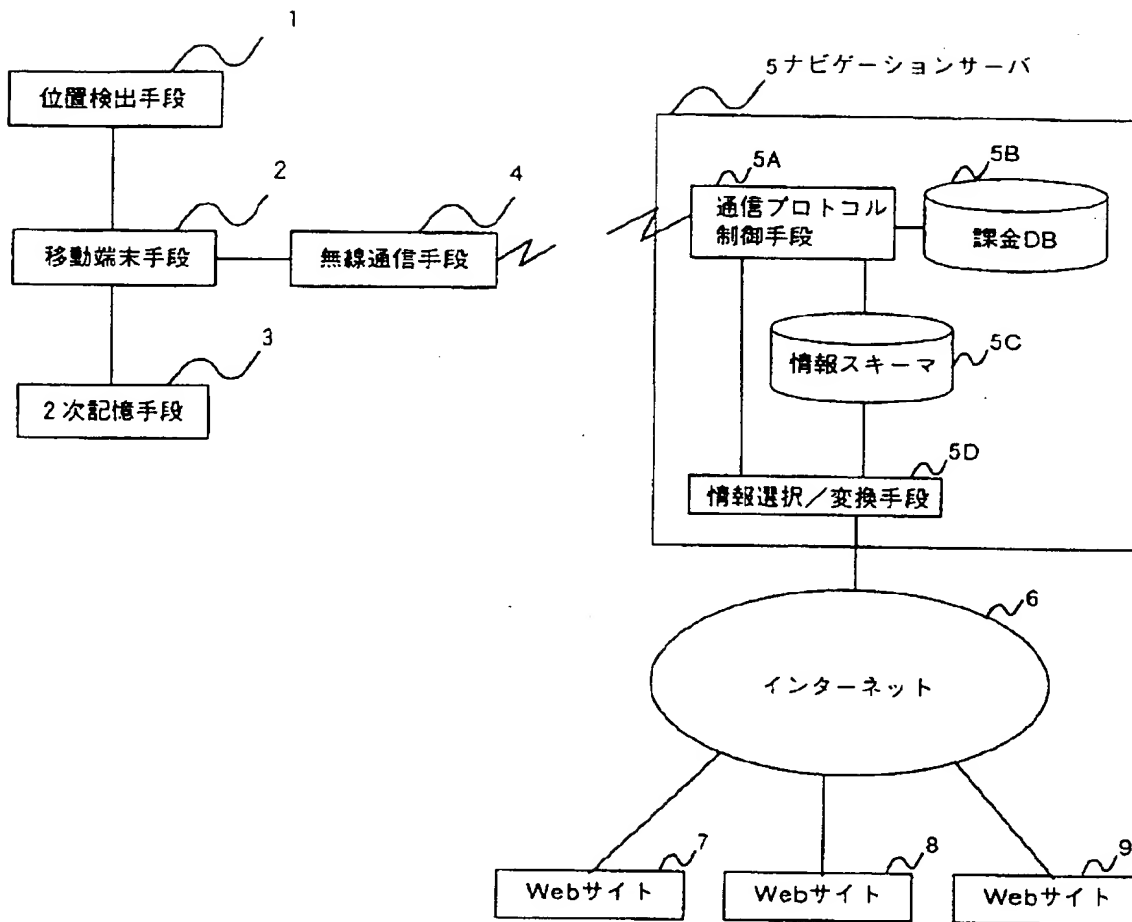 1
位置検出手段
2
移動端末手段
4
無線通信手段
3
2次記憶手段
5ナビゲーションサーバ
5A
通信プロトコル
制御手段
5B
課金DB
情報スキーマ
5C
5D
情報選択／変換手段
6
インターネット
7
Webサイト
8
Webサイト
9
Webサイト